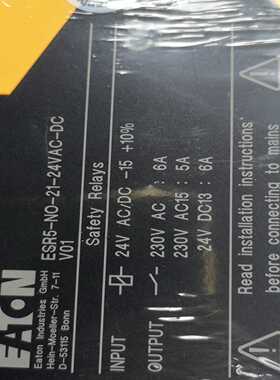 EATON
Eaton Industries GmbH
Hein-Moeller-Str. 7-11
D-53115 Bonn
ESR5-NO-21-24VAC-DC
V01
Safety Relays
INPUT
24V AC/DC -15 +10%
OUTPUT
230V AC : 6A
230V AC15 : 5A
24V DC13 : 6A
Read installation
before connecting to mains